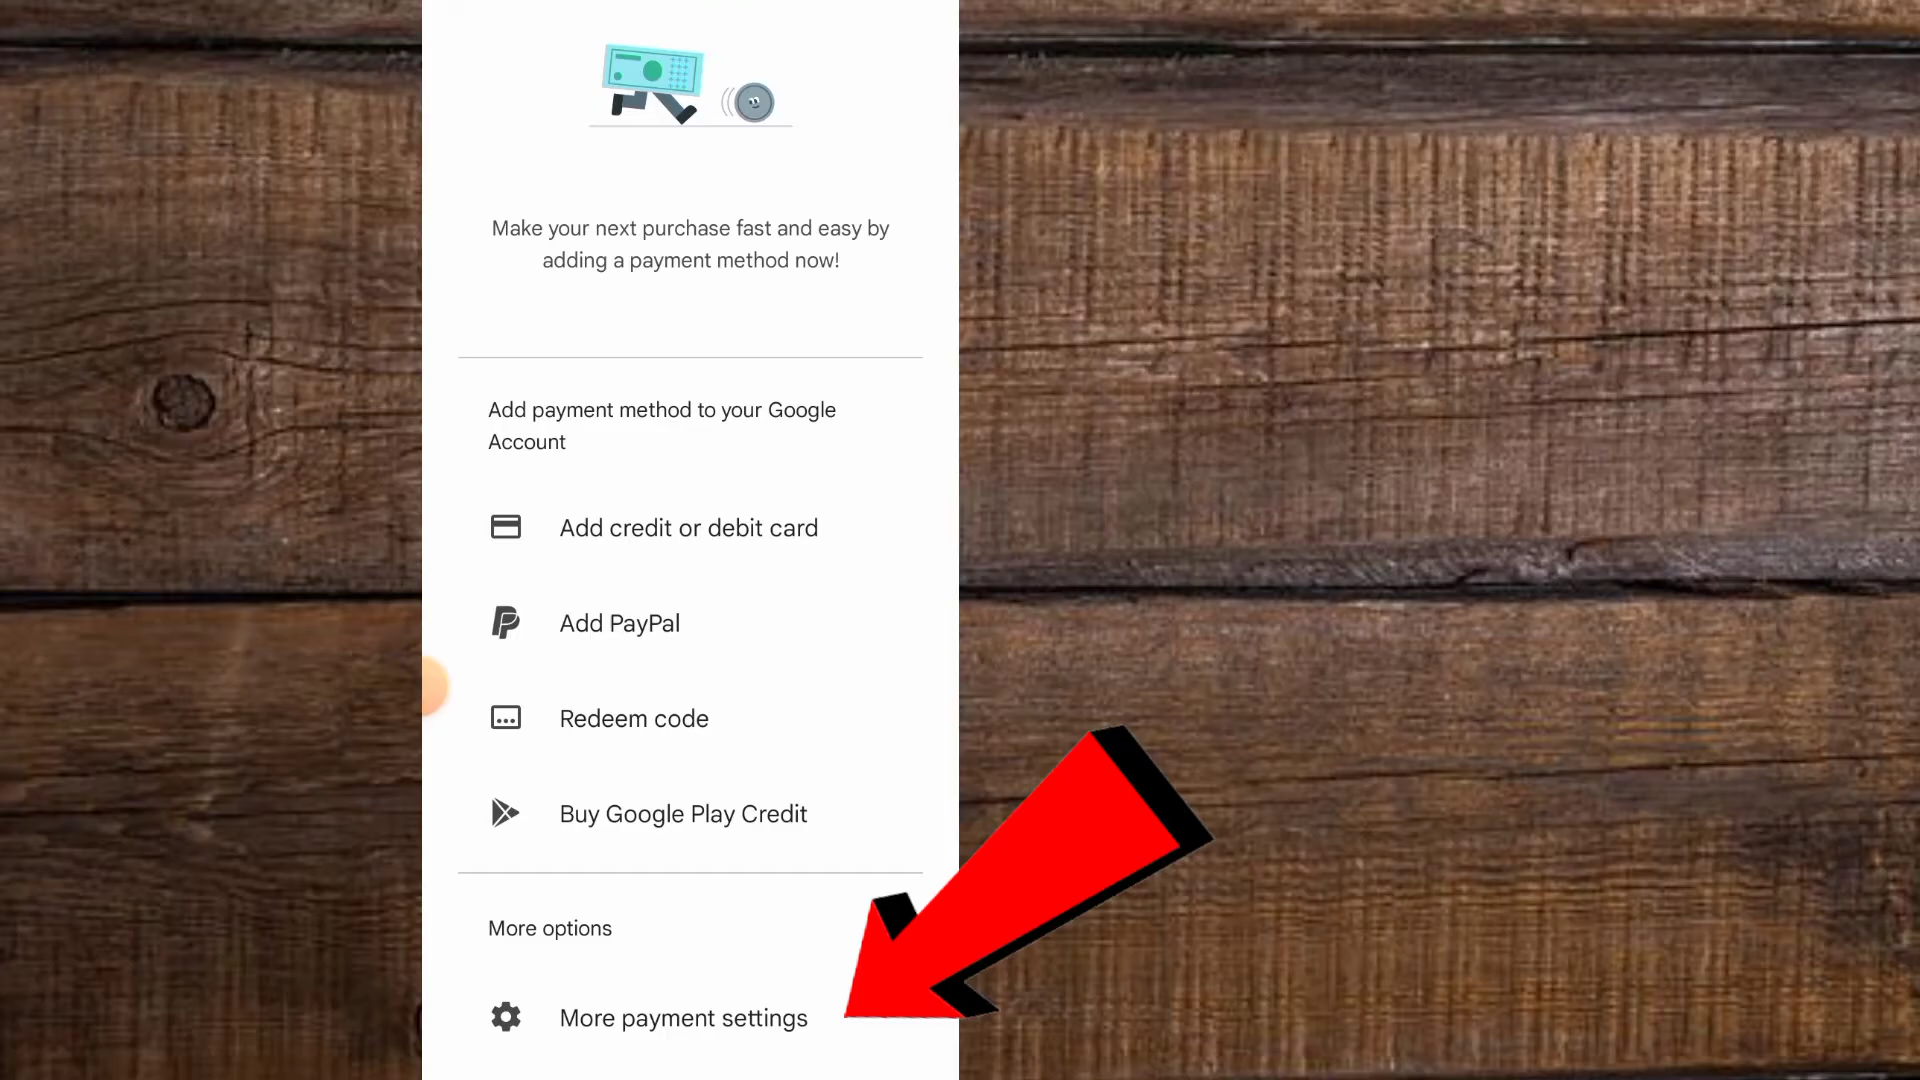 Make your next purchase fast and easy by
adding a payment method now!
Add payment method to your Google
Account
Add credit or debit card
Add PayPal
Redeem code
Buy Google Play Credit
More options
More payment settings